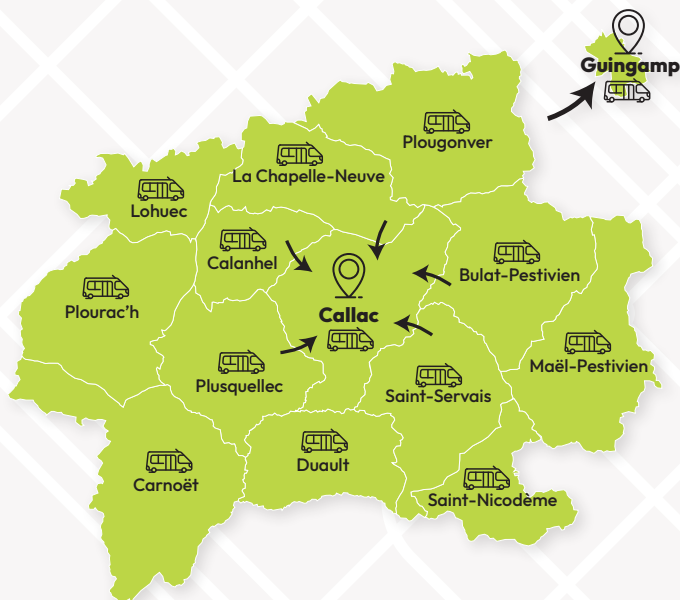 Guingamp
Plougonver
La Chapelle-Neuve
Lohuec
Calanhel
Bulat-Pestivien
Plourac'h
Callac
Maël-Pestivien
Plusquellec
Saint-Servais
Duault
Carnoët
Saint-Nicodème